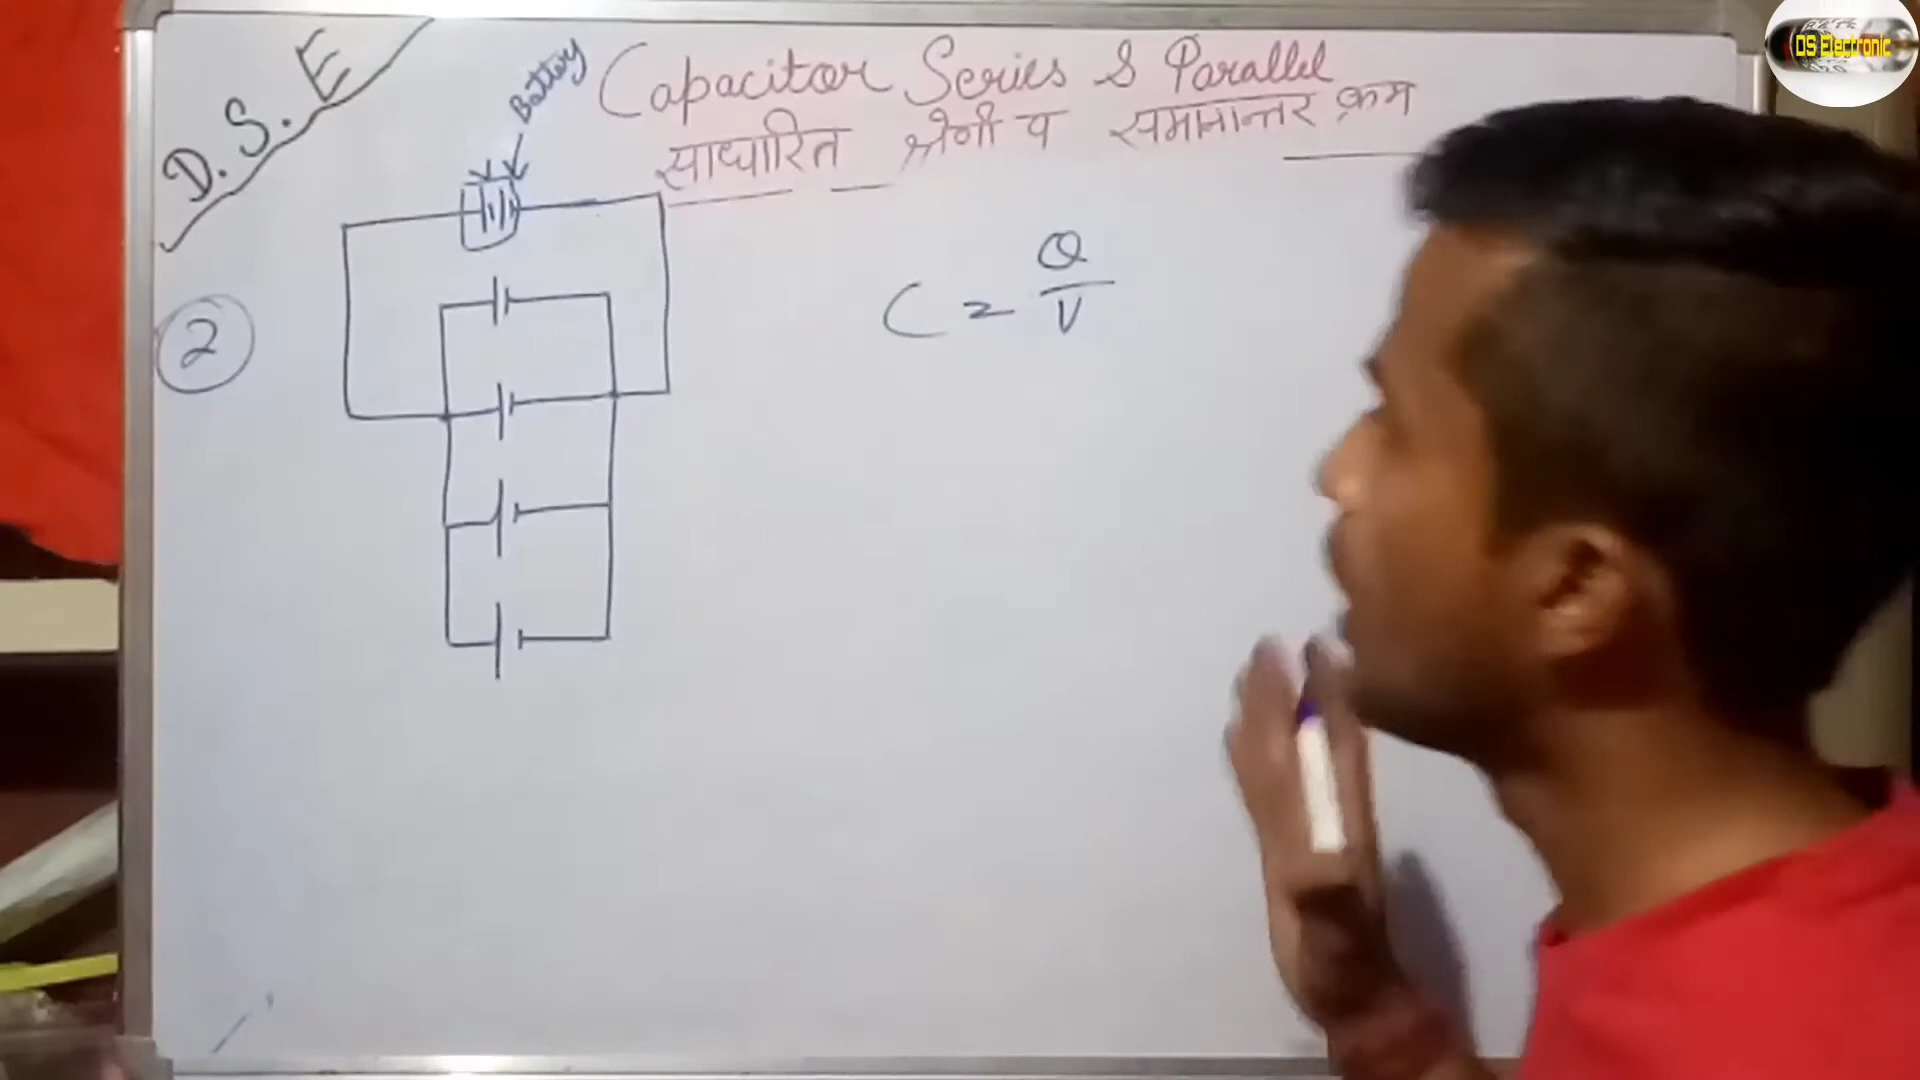 D.S.E
Battery
Capacitor Series & Parallel
साधारित श्रेणी व समानान्तर क्रम
C = Q/V
2
DS Electronic